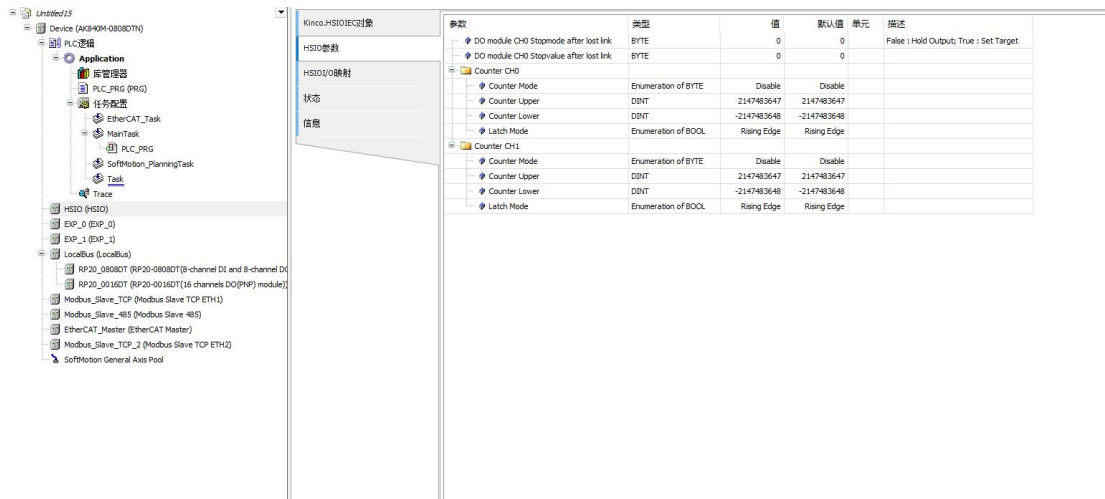 Untitled15
Device (AK840M-0808DTN)
PLC逻辑
Application
库管理器
PLC_PRG (PRG)
任务配置
EtherCAT_Task
MainTask
PLC_PRG
SoftMotion_PlanningTask
Task
Trace
HSIO (HSIO)
EXP_0 (EXP_0)
EXP_1 (EXP_1)
LocalBus (LocalBus)
RP20_0808DT (RP20-0808DT(8-channel DI and 8-channel DO
RP20_0016DT (RP20-0016DT(16 channels DO(PNP) module))
Modbus_Slave_TCP (Modbus Slave TCP ETH1)
Modbus_Slave_485 (Modbus Slave 485)
EtherCAT_Master (EtherCAT Master)
Modbus_Slave_TCP_2 (Modbus Slave TCP ETH2)
SoftMotion General Axis Pool
Kinco.HSIOIEC对象
HSIO参数
HSIOI/O映射
状态
信息
参数 类型 值 默认值 单元 描述
DO module CH0 Stopmode after lost link BYTE 0 0 False : Hold Output; True : Set Target
DO module CH0 Stopvalue after lost link BYTE 0 0
Counter CH0
Counter Mode Enumeration of BYTE Disable Disable
Counter Upper DINT 2147483647 2147483647
Counter Lower DINT -2147483648 -2147483648
Latch Mode Enumeration of BOOL Rising Edge Rising Edge
Counter CH1
Counter Mode Enumeration of BYTE Disable Disable
Counter Upper DINT 2147483647 2147483647
Counter Lower DINT -2147483648 -2147483648
Latch Mode Enumeration of BOOL Rising Edge Rising Edge